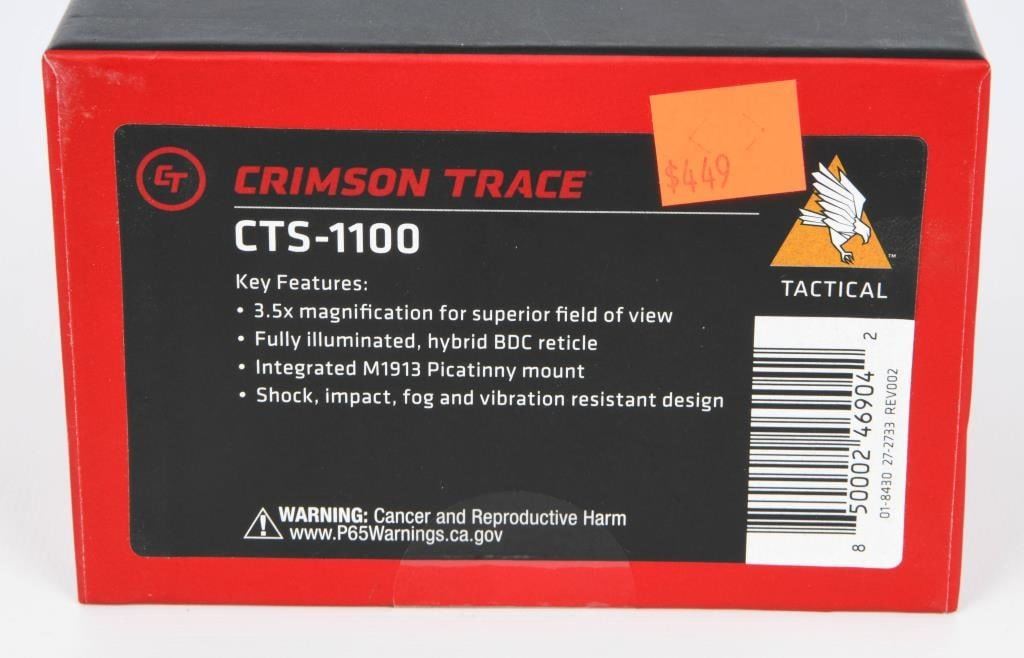 $449
CT CRIMSON TRACE
CTS-1100
Key Features:
• 3.5x magnification for superior field of view
• Fully illuminated, hybrid BDC reticle
• Integrated M1913 Picatinny mount
• Shock, impact, fog and vibration resistant design
WARNING: Cancer and Reproductive Harm
www.P65Warnings.ca.gov
™
TACTICAL
8 50002 46904 2
01-8430 27-2733 REV002